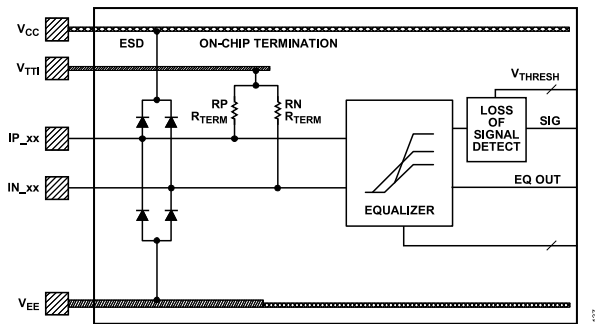 VCC
ESD
ON-CHIP TERMINATION
VTTI
VTHRESH
RP
RTERM
RN
RTERM
LOSS
OF
SIGNAL
DETECT
SIG
IP_xx
IN_xx
EQ OUT
EQUALIZER
VEE